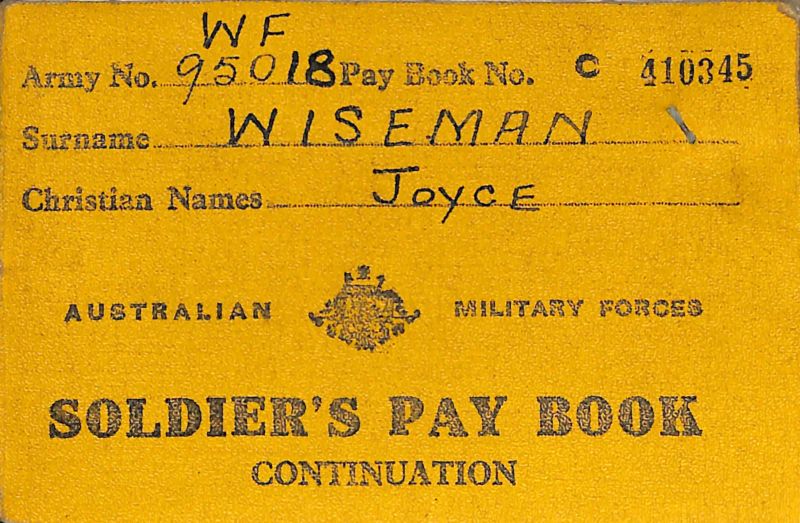 WF
Army No. 95018 Pay Book No. C 410345
Surname WISEMAN
Christian Names JOYCE
AUSTRALIAN MILITARY FORCES
SOLDIER'S PAY BOOK
CONTINUATION